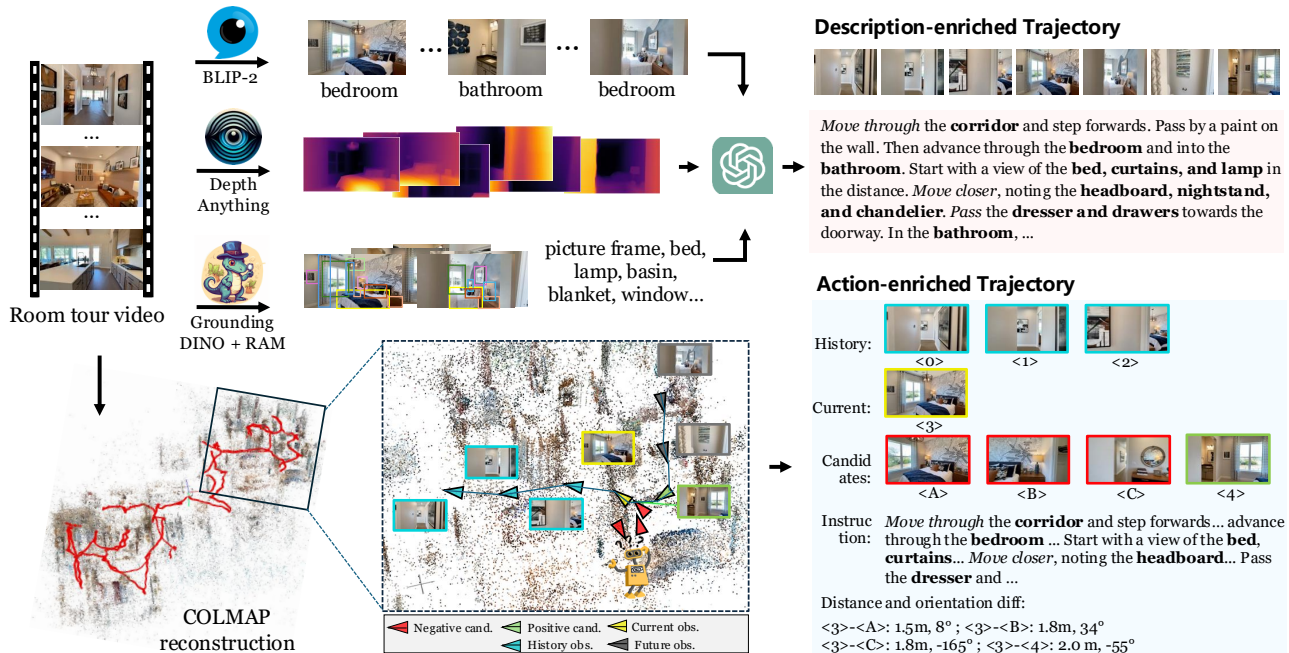 BLIP-2
bedroom
...
bathroom
...
bedroom
...
...
Room tour video
Depth
Anything
Grounding
DINO + RAM
picture frame, bed,
lamp, basin,
blanket, window...
COLMAP
reconstruction
Negative cand.
Positive cand.
Current obs.
History obs.
Future obs.
Description-enriched Trajectory
Move through the corridor and step forwards. Pass by a paint on
the wall. Then advance through the bedroom and into the
bathroom. Start with a view of the bed, curtains, and lamp in
the distance. Move closer, noting the headboard, nightstand,
and chandelier. Pass the dresser and drawers towards the
doorway. In the bathroom, ...
Action-enriched Trajectory
History:
<0>
<1>
<2>
Current:
<3>
Candid
ates:
<A>
<B>
<C>
<4>
Instruc
tion:
Move through the corridor and step forwards... advance
through the bedroom ... Start with a view of the bed,
curtains... Move closer, noting the headboard... Pass
the dresser and ...
Distance and orientation diff:
<3>-<A>: 1.5m, 8° ; <3>-<B>: 1.8m, 34°
<3>-<C>: 1.8m, -165° ; <3>-<4>: 2.0 m, -55°